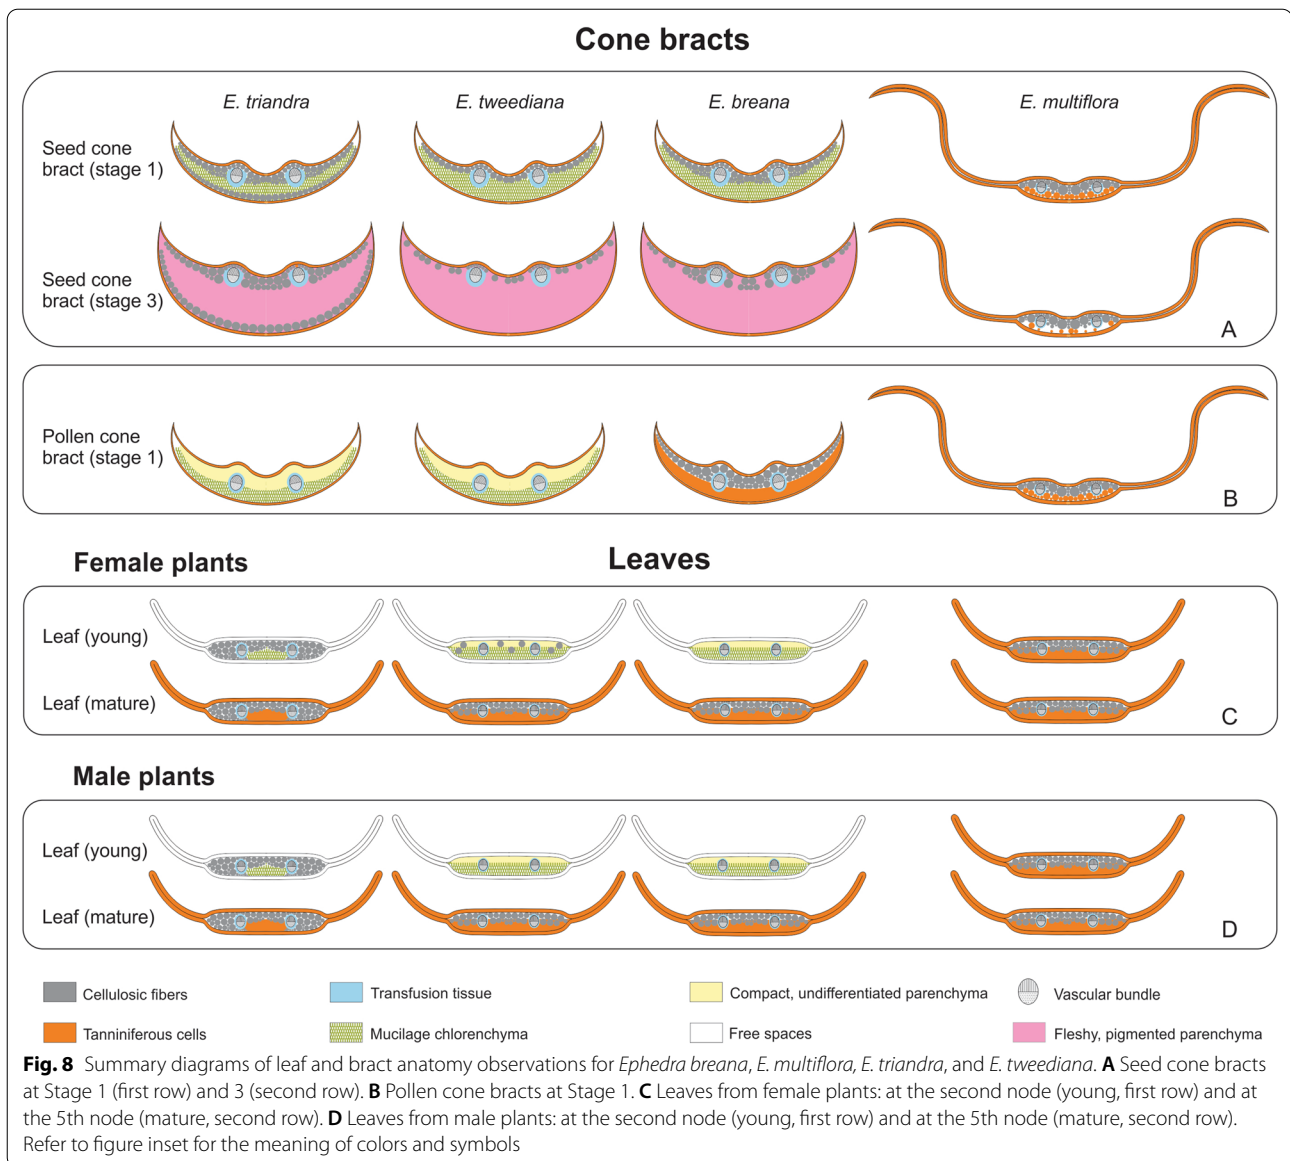 Cone bracts
E. triandra
E. tweediana
E. breana
E. multiflora
Seed cone
bract (stage 1)
Seed cone
bract (stage 3)
A
Pollen cone
bract (stage 1)
B
Female plants
Leaves
Leaf (young)
Leaf (mature)
C
Male plants
Leaf (young)
Leaf (mature)
D
Cellulosic fibers
Transfusion tissue
Compact, undifferentiated parenchyma
Vascular bundle
Tanniniferous cells
Mucilage chlorenchyma
Free spaces
Fleshy, pigmented parenchyma
Fig. 8 Summary diagrams of leaf and bract anatomy observations for Ephedra breana, E. multiflora, E. triandra, and E. tweediana. A Seed cone bracts
at Stage 1 (first row) and 3 (second row). B Pollen cone bracts at Stage 1. C Leaves from female plants: at the second node (young, first row) and at
the 5th node (mature, second row). D Leaves from male plants: at the second node (young, first row) and at the 5th node (mature, second row).
Refer to figure inset for the meaning of colors and symbols